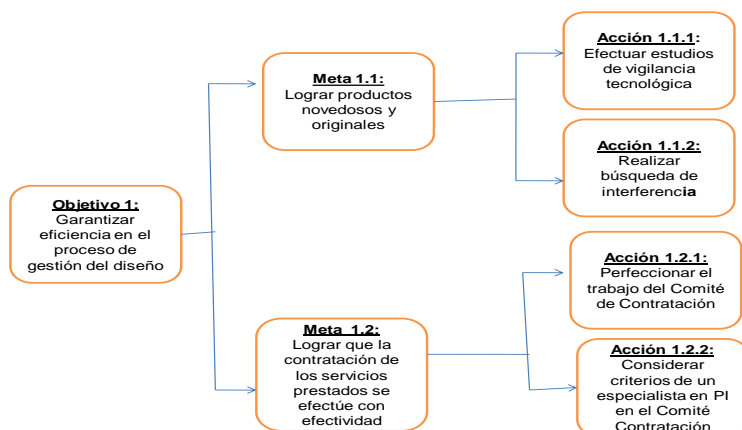 Objetivo 1:
Garantizar
eficiencia en el
proceso de
gestión del diseño
Meta 1.1:
Lograr productos
novedosos y
originales
Acción 1.1.1:
Efectuar estudios
de vigilancia
tecnológica
Acción 1.1.2:
Realizar
búsqueda de
interferencia
Meta 1.2:
Lograr que la
contratación de
los servicios
prestados se
efectúe con
efectividad
Acción 1.2.1:
Perfeccionar el
trabajo del Comité
de Contratación
Acción 1.2.2:
Considerar
criterios de un
especialista en PI
en el Comité
Contratación